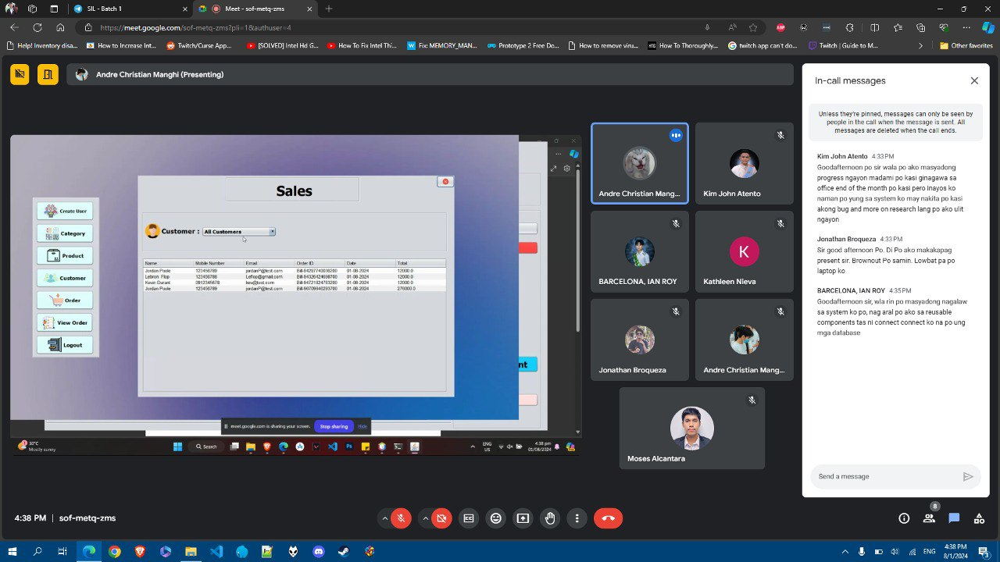 SIL - Batch 1
Meet - sof-metq-zms
https://meet.google.com/sof-metq-zms?pli=1&authuser=4
Help! Inventory disa...
How to Increase Int...
Twitch/Curse App...
[SOLVED] Intel Hd G...
How To Fix Intel Thi...
Fix: MEMORY_MAN...
Prototype 2 Free Do...
How to remove viru...
How To Thoroughly...
twitch app can't do...
Twitch | Guide to M...
Other favorites
Andre Christian Manghi (Presenting)
Sales
Create User
Category
Product
Customer
Order
View Order
Logout
Customer :
All Customers
Name Mobile Number Email Order ID Date Total
Jordan Poole 123456789 jordanP@test.com 01-08-2024 12000.0
Lebron Flop 123456788 01-08-2024 12000.0
Kevin Durant 0912345678 kev@test.com 01-08-2024 12000.0
Jordan Poole 123456789 jordanP@test.com 01-08-2024 276000.0
nt
meet.google.com is sharing your screen.
Stop sharing
Hide
30°C
Mostly sunny
Search
ENG
US
4:38 pm
01/08/2024
Andre Christian Mang...
Kim John Atento
BARCELONA, IAN ROY
K
Kathleen Nieva
Jonathan Broqueza
Andre Christian Mang...
Moses Alcantara
In-call messages
Unless they're pinned, messages can only be seen by
people in the call when the message is sent. All
messages are deleted when the call ends.
Kim John Atento 4:33 PM
Goodafternoon po sir wala po ako masyadong
progress ngayon madami po kasi ginagawa sa
office end of the month po kasi pero inayos ko
naman po yung sa system ko may nakita po kasi
akong bug and more on research lang po ako ulit
ngayon
Jonathan Broqueza 4:33 PM
Sir good afternoon Po. Di Po ako makakapag
present sir. Brownout Po samin. Lowbat pa po
laptop ko
BARCELONA, IAN ROY 4:35 PM
Goodafternoon sir, wla rin po masyadong nagalaw
sa system ko po, nag aral po ako sa reusable
components tas ni connect connect ko na po ung
mga database
Send a message
4:38 PM | sof-metq-zms
8
ENG
4:38 PM
8/1/2024